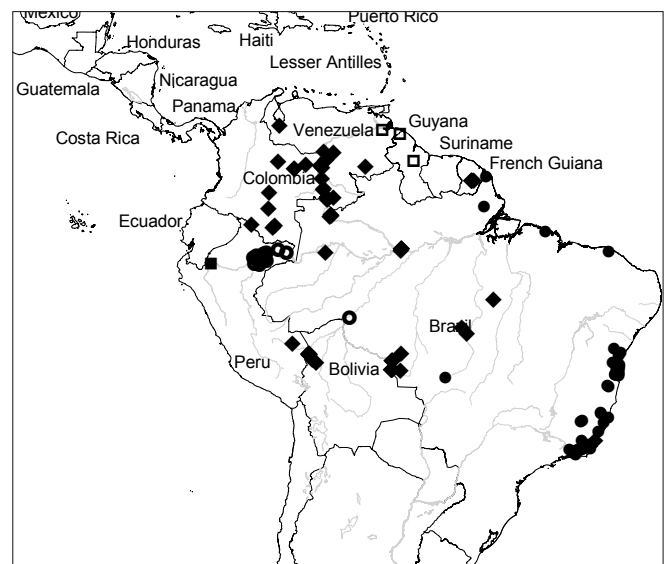 Mexico
Puerto Rico
Honduras
Haiti
Lesser Antilles
Guatemala
Nicaragua
Panama
Costa Rica
Venezuela
Guyana
Suriname
French Guiana
Colombia
Ecuador
Brazil
Peru
Bolivia